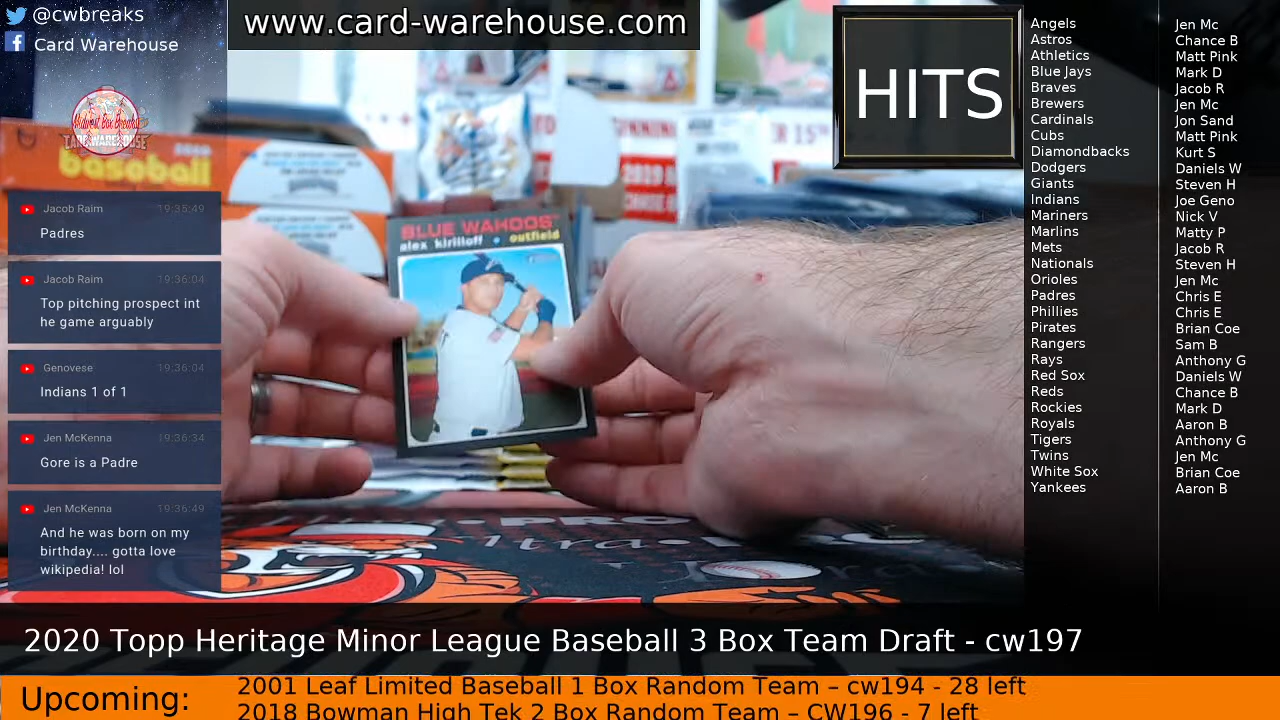 @cwbreaks
Card Warehouse
www.card-warehouse.com
HITS
baseball
CARD WAREHOUSE
Jacob Raim 19:35:49
Padres
Jacob Raim 19:36:04
Top pitching prospect int
he game arguably
Genovese 19:36:04
Indians 1 of 1
Jen McKenna 19:36:34
Gore is a Padre
Jen McKenna 19:36:49
And he was born on my
birthday.... gotta love
wikipedia! lol
BLUE WAHOOS
alex kirilloff outfield
Angels Jen Mc
Astros Chance B
Athletics Matt Pink
Blue Jays Mark D
Braves Jacob R
Brewers Jen Mc
Cardinals Jon Sand
Cubs Matt Pink
Diamondbacks Kurt S
Dodgers Daniels W
Giants Steven H
Indians Joe Geno
Mariners Nick V
Marlins Matty P
Mets Jacob R
Nationals Steven H
Orioles Jen Mc
Padres Chris E
Phillies Chris E
Pirates Brian Coe
Rangers Sam B
Rays Anthony G
Red Sox Daniels W
Reds Chance B
Rockies Mark D
Royals Aaron B
Tigers Anthony G
Twins Jen Mc
White Sox Brian Coe
Yankees Aaron B
2020 Topp Heritage Minor League Baseball 3 Box Team Draft - cw197
Upcoming:
2001 Leaf Limited Baseball 1 Box Random Team – cw194 - 28 left
2018 Bowman High Tek 2 Box Random Team – CW196 - 7 left